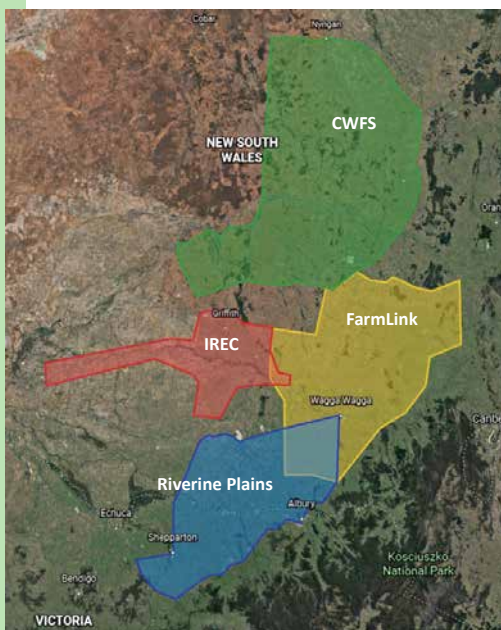 Cobar
Nyngan
CWFS
NEW SOUTH
WALES
Oran
Griffith
FarmLink
IREC
Wagga Wagga
Canbe
Riverine Plains
Echuca
Albury
Shepparton
Kosciuszko
National Park
Bendigo
VICTORIA